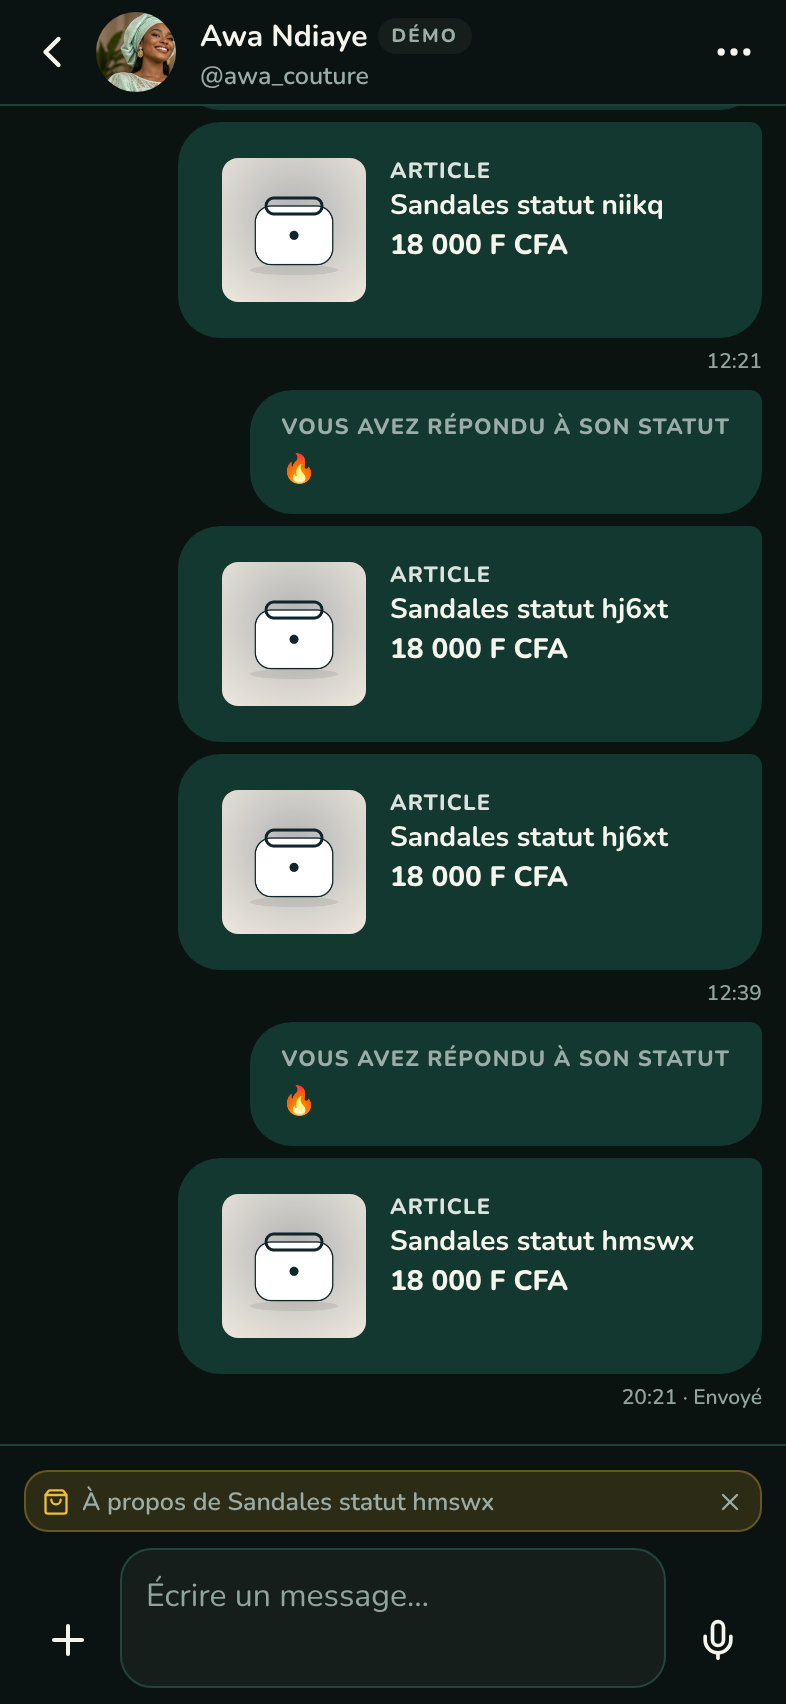 Awa Ndiaye DÉMO
@awa_couture
ARTICLE
Sandales statut niikq
18 000 F CFA
12:21
VOUS AVEZ RÉPONDU À SON STATUT
🔥
ARTICLE
Sandales statut hj6xt
18 000 F CFA
ARTICLE
Sandales statut hj6xt
18 000 F CFA
12:39
VOUS AVEZ RÉPONDU À SON STATUT
🔥
ARTICLE
Sandales statut hmswx
18 000 F CFA
20:21 · Envoyé
À propos de Sandales statut hmswx
Écrire un message...